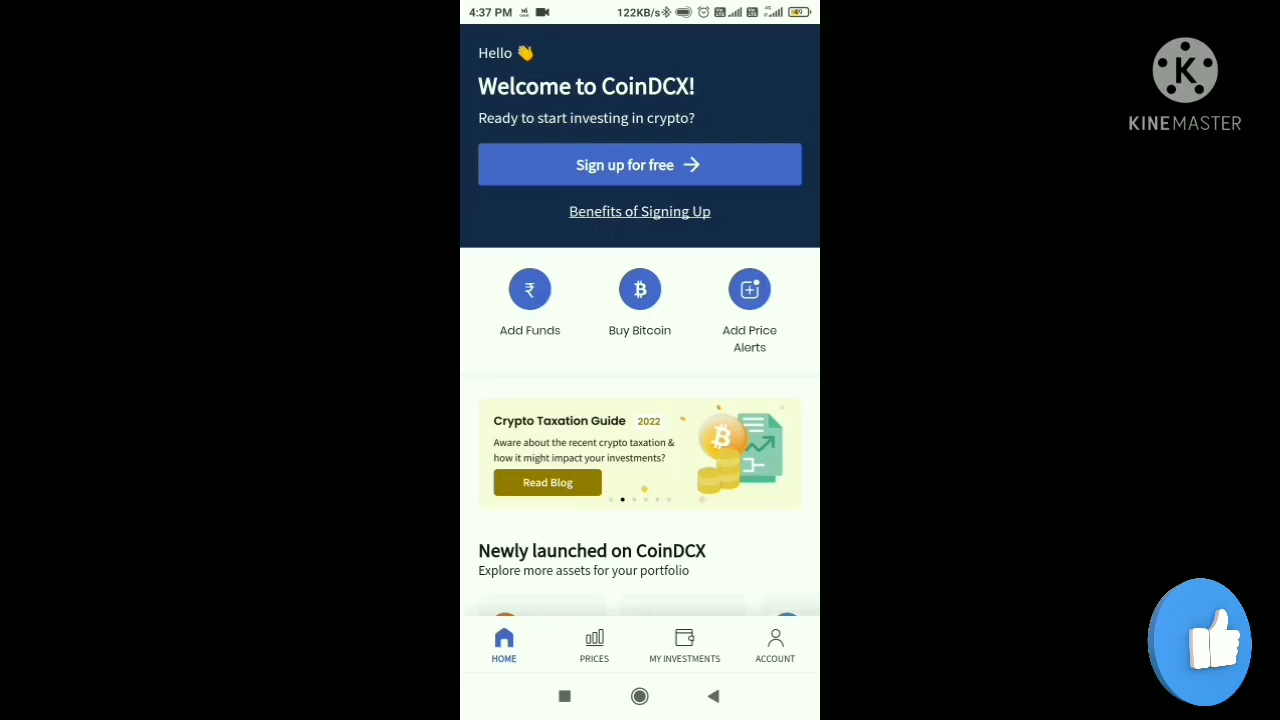 4:37 PM
122KB/s
49
K
KINEMASTER
Hello
Welcome to CoinDCX!
Ready to start investing in crypto?
Sign up for free
Benefits of Signing Up
₹
Add Funds
Buy Bitcoin
Add Price
Alerts
Crypto Taxation Guide 2022
Aware about the recent crypto taxation &
how it might impact your investments?
Read Blog
Newly launched on CoinDCX
Explore more assets for your portfolio
HOME
PRICES
MY INVESTMENTS
ACCOUNT